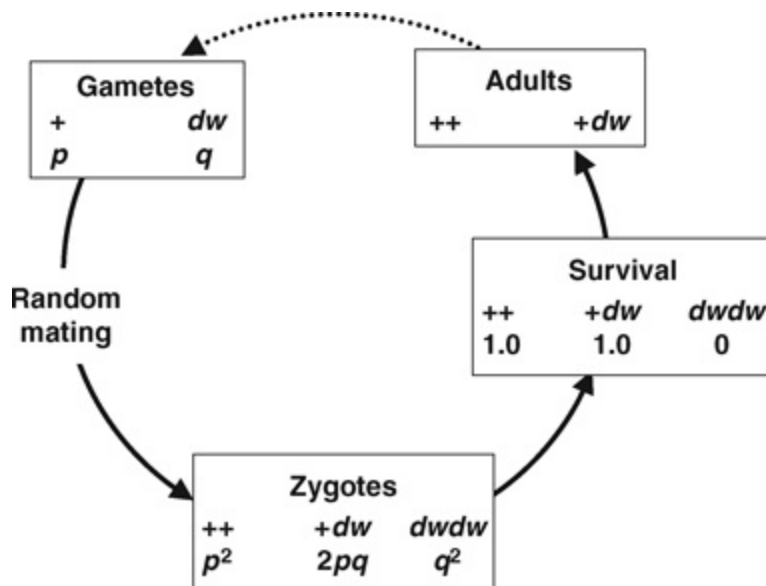 Gametes
+ dw
p q
Adults
++ +dw
Survival
++ +dw dwdw
1.0 1.0 0
Random
mating
Zygotes
++ +dw dwdw
p² 2pq q²